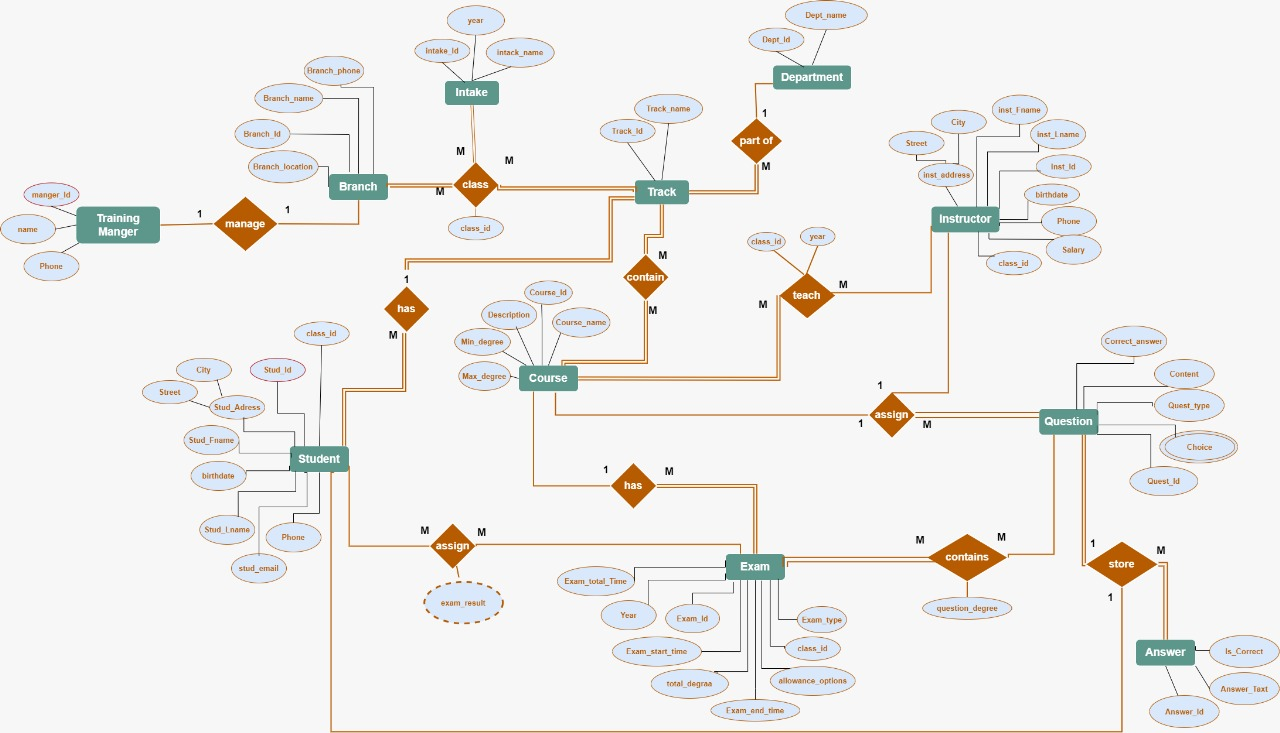 year
Intake_Id
intack_name
Intake
Dept_name
Dept_Id
Department
Branch_phone
Branch_name
Branch_Id
Branch_location
Branch
Track_name
Track_Id
Track
1
part of
M
M
M
M
class
class_id
manger_Id
name
Phone
Training
Manger
1
manage
1
City
Street
inst_address
inst_Fname
inst_Lname
Inst_Id
birthdate
Phone
Salary
class_id
Instructor
1
has
M
M
contain
M
class_id
year
M
teach
M
Course_Id
Description
Course_name
Min_degree
Max_degree
Course
class_id
City
Stud_Id
Street
Stud_Adress
Stud_Fname
birthdate
Stud_Lname
stud_email
Phone
Student
1
assign
1
M
Correct_answer
Content
Quest_type
Choice
Quest_Id
Question
1
has
M
M
assign
M
exam_result
Exam
Exam_total_Time
Year
Exam_Id
Exam_start_time
total_degraa
Exam_end_time
Exam_type
class_id
allowance_options
M
contains
M
question_degree
1
store
M
1
Answer
Is_Correct
Answer_Taxt
Answer_Id